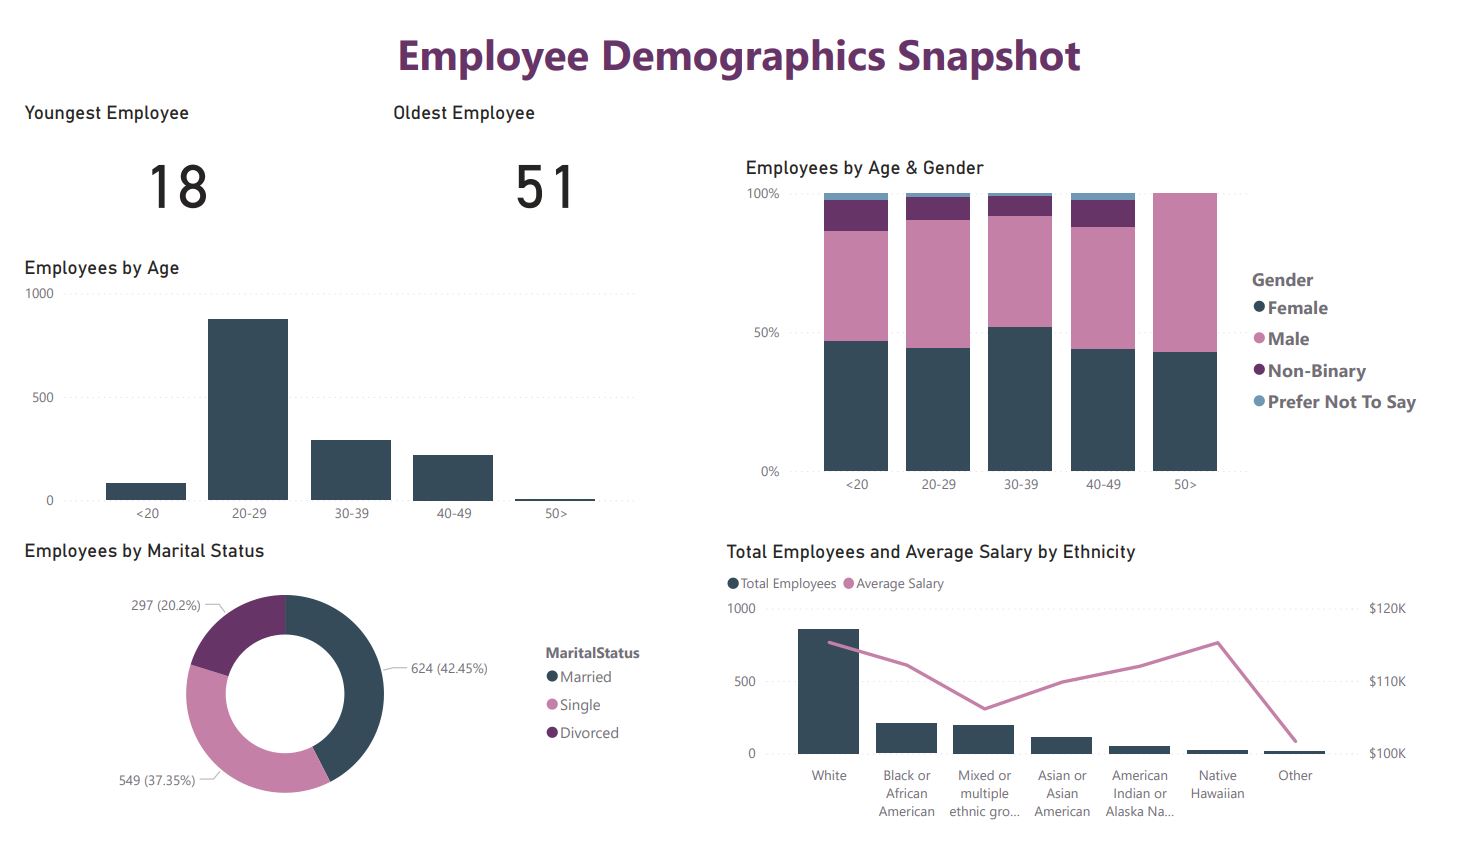 Employee Demographics Snapshot
Youngest Employee
18
Oldest Employee
51
Employees by Age
1000
500
0
<20
20-29
30-39
40-49
50>
Employees by Age & Gender
100%
50%
0%
<20
20-29
30-39
40-49
50>
Gender
Female
Male
Non-Binary
Prefer Not To Say
Employees by Marital Status
297 (20.2%)
624 (42.45%)
549 (37.35%)
MaritalStatus
Married
Single
Divorced
Total Employees and Average Salary by Ethnicity
Total Employees
Average Salary
1000
500
0
$120K
$110K
$100K
White
Black or
African
American
Mixed or
multiple
ethnic gro...
Asian or
Asian
American
American
Indian or
Alaska Na...
Native
Hawaiian
Other